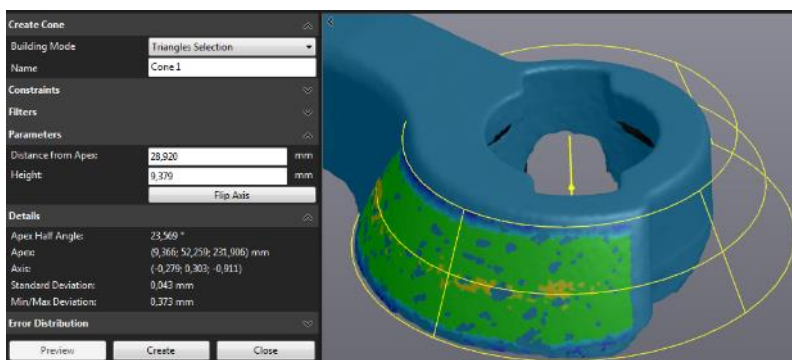 Create Cone
Building Mode Triangles Selection
Name Cone 1
Constraints
Filters
Parameters
Distance from Apex: 28,920 mm
Height: 9,379 mm
Flip Axis
Details
Apex Half Angle: 23,569 °
Apex: (9,366; 52,259; 231,906) mm
Axis: (-0,279; 0,303; -0,911)
Standard Deviation: 0,043 mm
Min/Max Deviation: 0,373 mm
Error Distribution
Preview Create Close